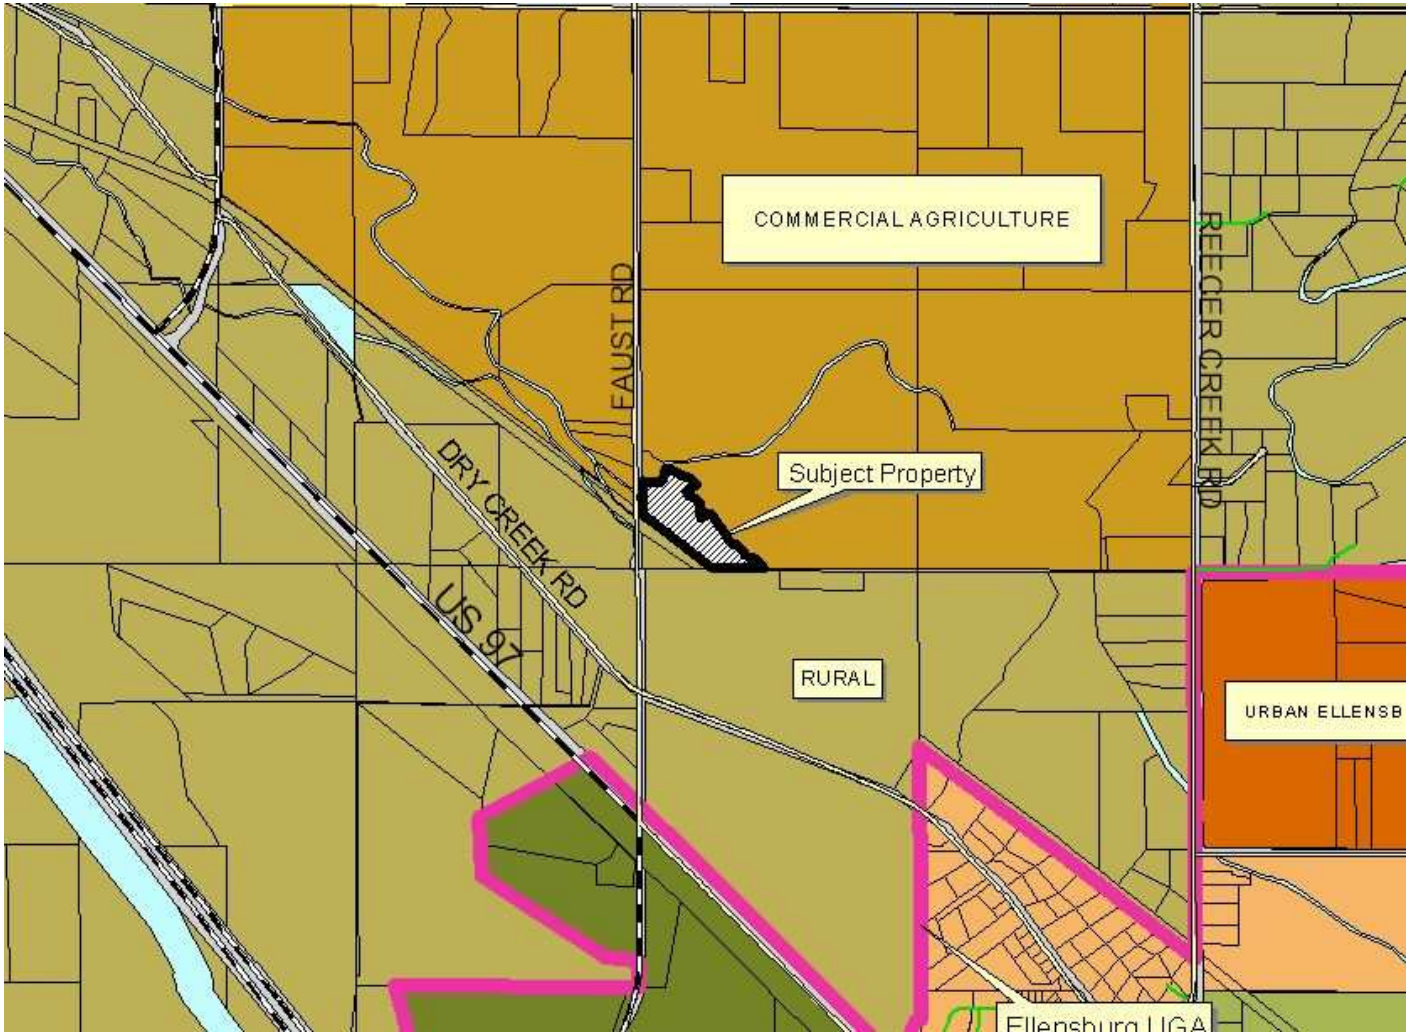 COMMERCIAL AGRICULTURE
REECER CREEK RD
FAUST RD
Subject Property
DRY CREEK RD
US 97
RURAL
URBAN ELLENSB
Ellensburg UGA